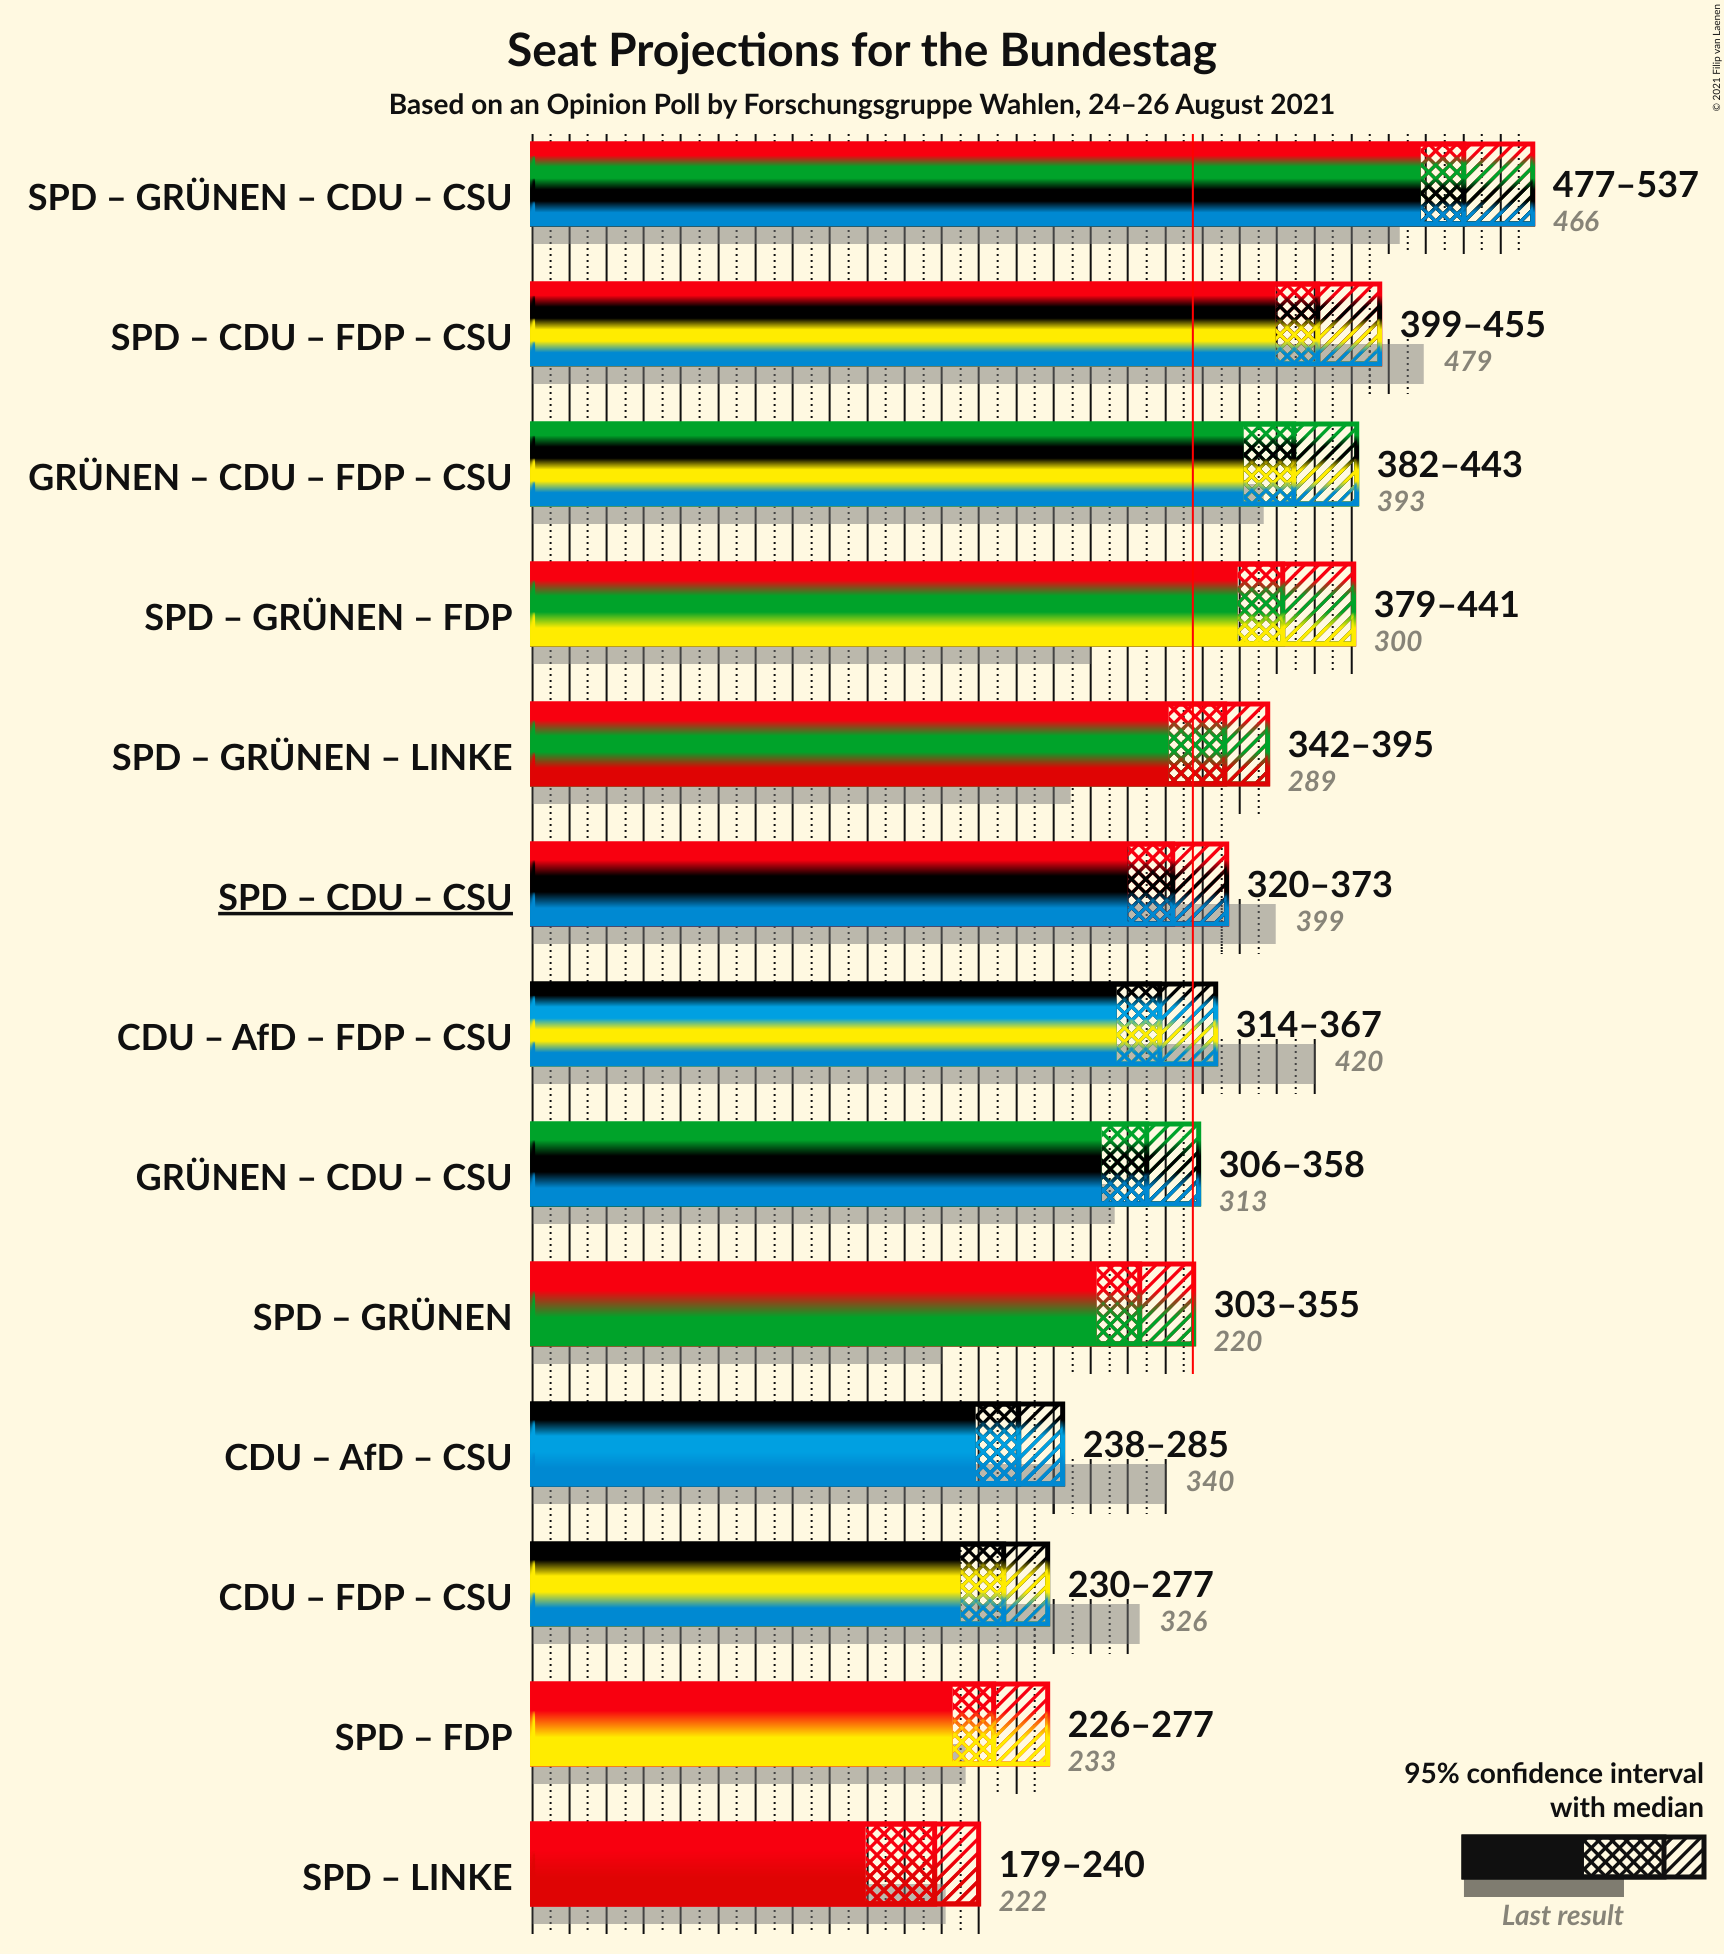 Seat Projections for the Bundestag
Based on an Opinion Poll by Forschungsgruppe Wahlen, 24–26 August 2021
© 2021 Filip van Laenen
SPD – GRÜNEN – CDU – CSU
477–537
466
SPD – CDU – FDP – CSU
399–455
479
GRÜNEN – CDU – FDP – CSU
382–443
393
SPD – GRÜNEN – FDP
379–441
300
SPD – GRÜNEN – LINKE
342–395
289
SPD – CDU – CSU
320–373
399
CDU – AfD – FDP – CSU
314–367
420
GRÜNEN – CDU – CSU
306–358
313
SPD – GRÜNEN
303–355
220
CDU – AfD – CSU
238–285
340
CDU – FDP – CSU
230–277
326
SPD – FDP
226–277
233
SPD – LINKE
179–240
222
95% confidence interval
with median
Last result